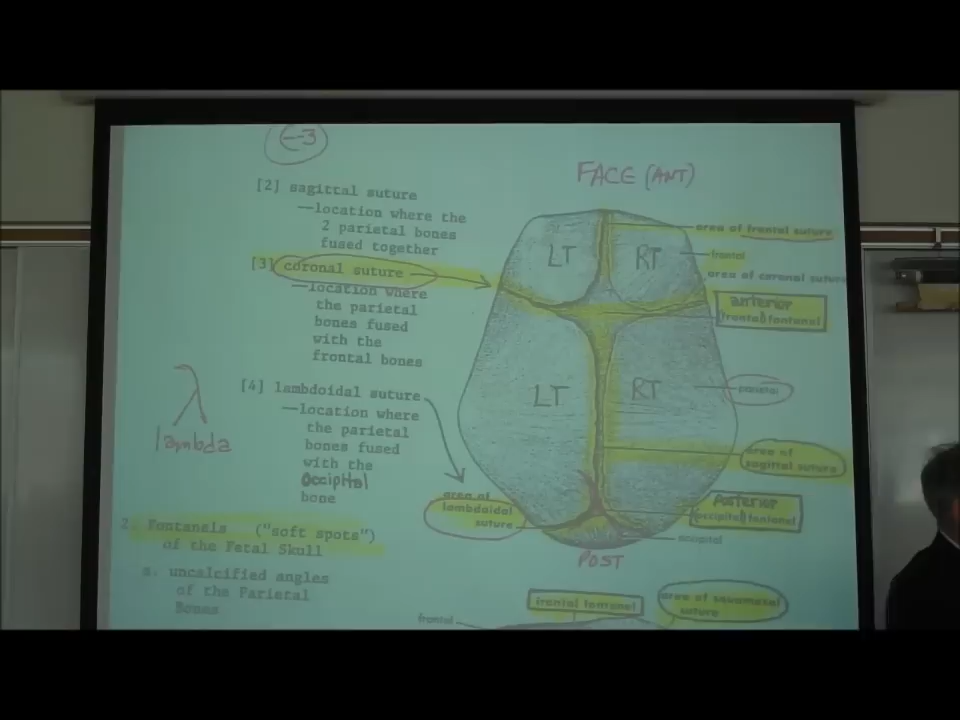 -3
[2] sagittal suture
—location where the
2 parietal bones
fused together
[3] coronal suture
—location where
the parietal
bones fused
with the
frontal bones
[4] lambdoidal suture
—location where
the parietal
bones fused
with the
occipital
bone
λ
lambda
2. Fontanels ("soft spots")
of the Fetal Skull
a. uncalcified angles
of the Parietal
Bones
FACE (ANT)
LT
RT
area of frontal suture
frontal
area of coronal suture
anterior
(frontal) fontanel
LT
RT
parietal
area of
sagittal suture
area of
lambdoidal
suture
Posterior
(occipital) fontanel
occipital
POST
frontal fontanel
area of squamosal
suture
frontal